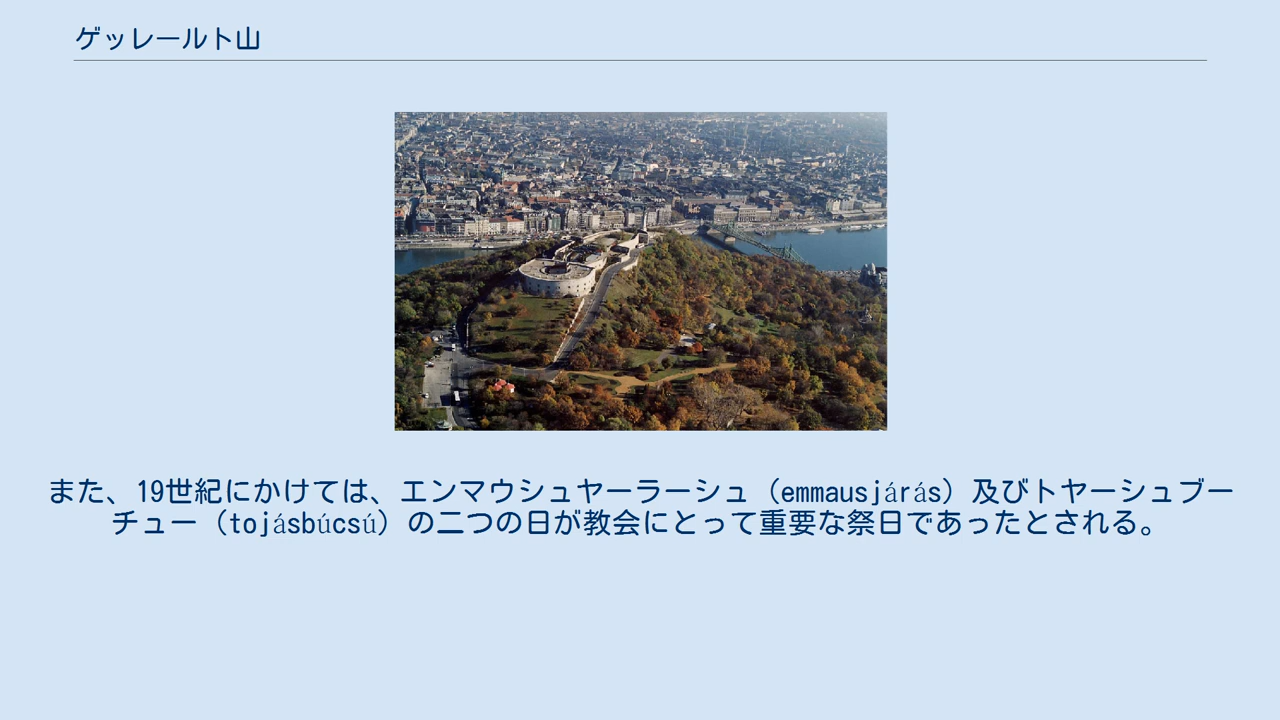 ゲッレールト山
また、19世紀にかけては、エンマウシュヤーラーシュ（emmausjárás）及びトヤーシュブー
チュー（tojásbúcsú）の二つの日が教会にとって重要な祭日であったとされる。